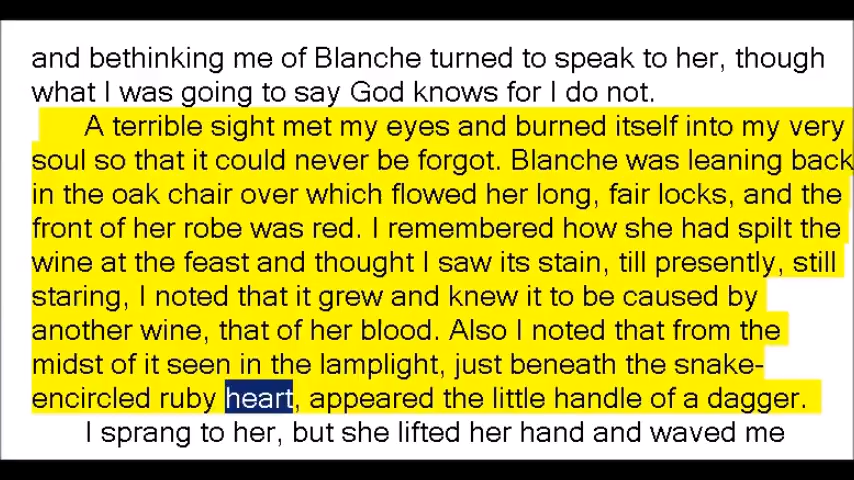 and bethinking me of Blanche turned to speak to her, though
what I was going to say God knows for I do not.
A terrible sight met my eyes and burned itself into my very
soul so that it could never be forgot. Blanche was leaning back
in the oak chair over which flowed her long, fair locks, and the
front of her robe was red. I remembered how she had spilt the
wine at the feast and thought I saw its stain, till presently, still
staring, I noted that it grew and knew it to be caused by
another wine, that of her blood. Also I noted that from the
midst of it seen in the lamplight, just beneath the snake-
encircled ruby heart, appeared the little handle of a dagger.
I sprang to her, but she lifted her hand and waved me